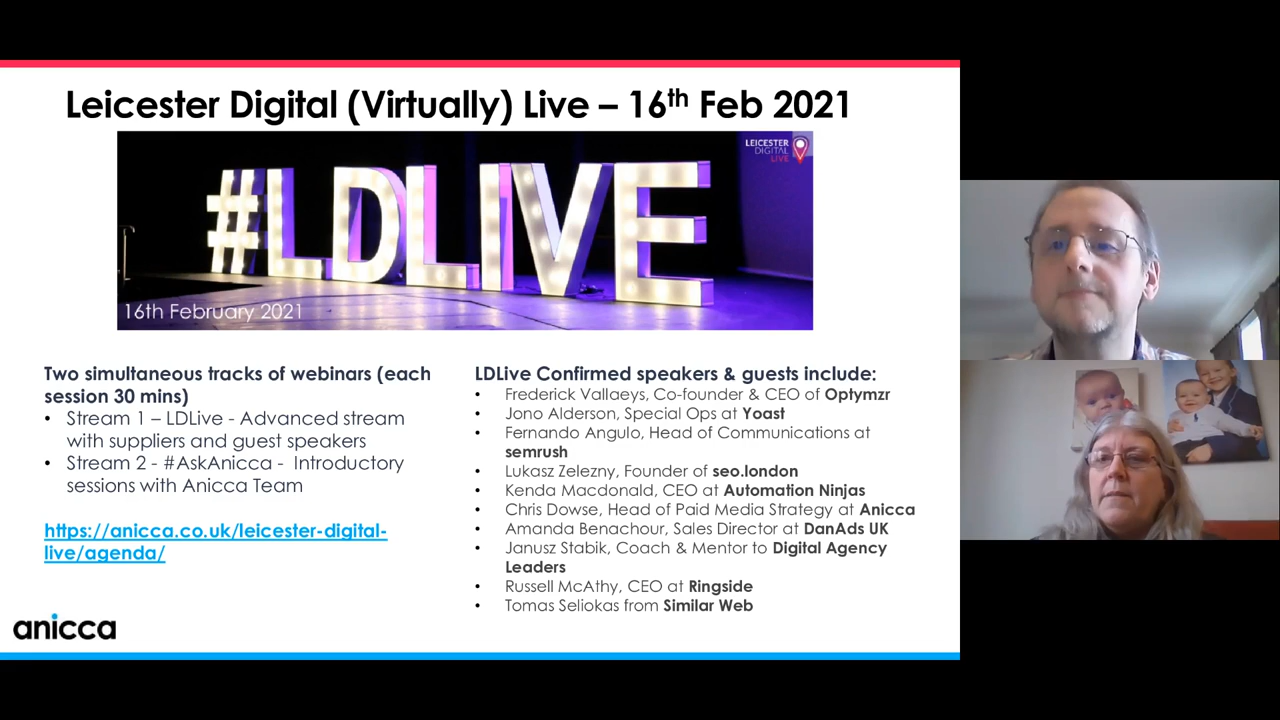 Leicester Digital (Virtually) Live – 16th Feb 2021
LEICESTER
DIGITAL
LIVE
#LDLIVE
16th February 2021
Two simultaneous tracks of webinars (each
session 30 mins)
• Stream 1 – LDLive - Advanced stream
with suppliers and guest speakers
• Stream 2 - #AskAnicca - Introductory
sessions with Anicca Team
https://anicca.co.uk/leicester-digital-
live/agenda/
LDLive Confirmed speakers & guests include:
• Frederick Vallaeys, Co-founder & CEO of Optymzr
• Jono Alderson, Special Ops at Yoast
• Fernando Angulo, Head of Communications at
semrush
• Lukasz Zelezny, Founder of seo.london
• Kenda Macdonald, CEO at Automation Ninjas
• Chris Dowse, Head of Paid Media Strategy at Anicca
• Amanda Benachour, Sales Director at DanAds UK
• Janusz Stabik, Coach & Mentor to Digital Agency
Leaders
• Russell McAthy, CEO at Ringside
• Tomas Seliokas from Similar Web
anicca